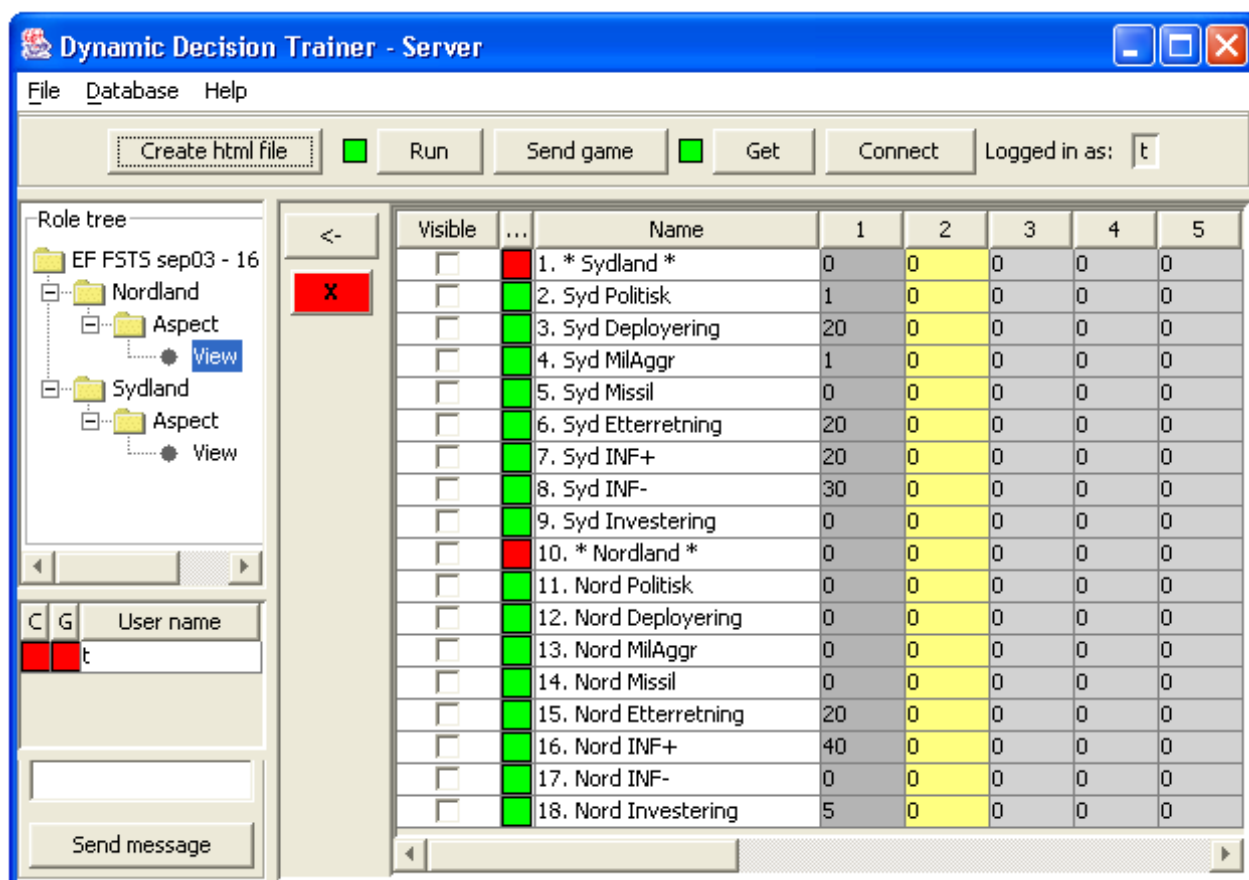 Dynamic Decision Trainer - Server
File Database Help
Create html file Run Send game Get Connect Logged in as: t
Role tree
EF FSTS sep03 - 16
Nordland
Aspect
View
Sydland
Aspect
View
C G User name
t
Send message
<-
X
Visible ... Name 1 2 3 4 5
1. * Sydland * 0 0 0 0 0
2. Syd Politisk 1 0 0 0 0
3. Syd Deployering 20 0 0 0 0
4. Syd MilAggr 1 0 0 0 0
5. Syd Missil 0 0 0 0 0
6. Syd Etterretning 20 0 0 0 0
7. Syd INF+ 20 0 0 0 0
8. Syd INF- 30 0 0 0 0
9. Syd Investering 0 0 0 0 0
10. * Nordland * 0 0 0 0 0
11. Nord Politisk 0 0 0 0 0
12. Nord Deployering 0 0 0 0 0
13. Nord MilAggr 0 0 0 0 0
14. Nord Missil 0 0 0 0 0
15. Nord Etterretning 20 0 0 0 0
16. Nord INF+ 40 0 0 0 0
17. Nord INF- 0 0 0 0 0
18. Nord Investering 5 0 0 0 0